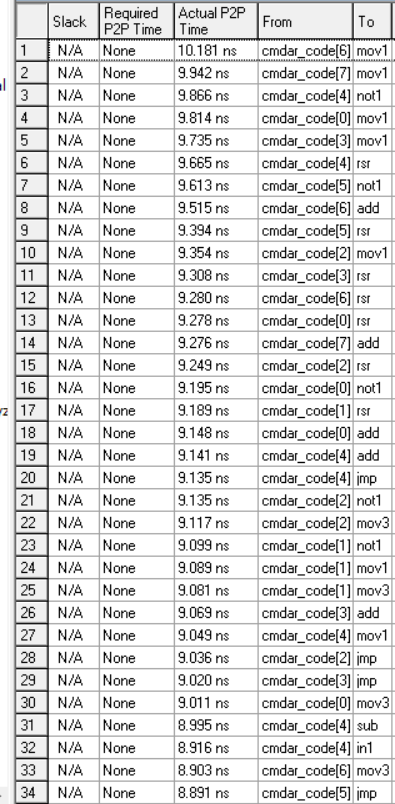 Slack Required P2P Time Actual P2P Time From To
1 N/A None 10.181 ns cmdar_code[6] mov1
2 N/A None 9.942 ns cmdar_code[7] mov1
3 N/A None 9.866 ns cmdar_code[4] not1
4 N/A None 9.814 ns cmdar_code[0] mov1
5 N/A None 9.735 ns cmdar_code[3] mov1
6 N/A None 9.665 ns cmdar_code[4] rsr
7 N/A None 9.613 ns cmdar_code[5] not1
8 N/A None 9.515 ns cmdar_code[6] add
9 N/A None 9.394 ns cmdar_code[5] rsr
10 N/A None 9.354 ns cmdar_code[2] mov1
11 N/A None 9.308 ns cmdar_code[3] rsr
12 N/A None 9.280 ns cmdar_code[6] rsr
13 N/A None 9.278 ns cmdar_code[0] rsr
14 N/A None 9.276 ns cmdar_code[7] add
15 N/A None 9.249 ns cmdar_code[2] rsr
16 N/A None 9.195 ns cmdar_code[0] not1
17 N/A None 9.189 ns cmdar_code[1] rsr
18 N/A None 9.148 ns cmdar_code[0] add
19 N/A None 9.141 ns cmdar_code[4] add
20 N/A None 9.135 ns cmdar_code[4] jmp
21 N/A None 9.135 ns cmdar_code[2] not1
22 N/A None 9.117 ns cmdar_code[2] mov3
23 N/A None 9.099 ns cmdar_code[1] not1
24 N/A None 9.089 ns cmdar_code[1] mov1
25 N/A None 9.081 ns cmdar_code[1] mov3
26 N/A None 9.069 ns cmdar_code[3] add
27 N/A None 9.049 ns cmdar_code[4] mov1
28 N/A None 9.036 ns cmdar_code[2] jmp
29 N/A None 9.020 ns cmdar_code[3] jmp
30 N/A None 9.011 ns cmdar_code[0] mov3
31 N/A None 8.995 ns cmdar_code[4] sub
32 N/A None 8.916 ns cmdar_code[4] in1
33 N/A None 8.903 ns cmdar_code[6] mov3
34 N/A None 8.891 ns cmdar_code[5] jmp